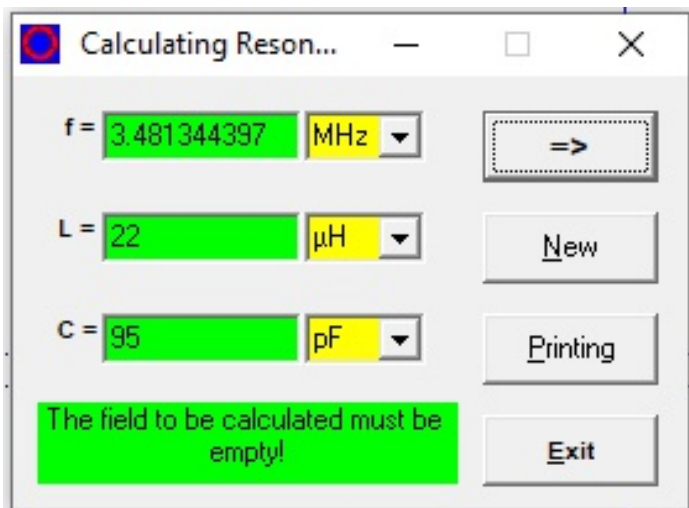 Calculating Reson...
f = 3.481344397 MHz =>
L = 22 µH New
C = 95 pF Printing
The field to be calculated must be
empty!
Exit